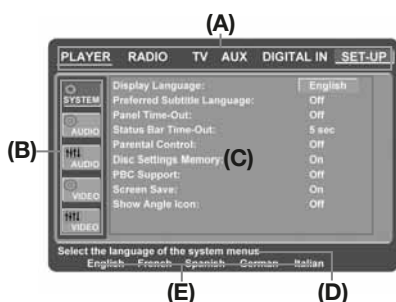 (A)
PLAYER RADIO TV AUX DIGITAL IN SET-UP
SYSTEM
AUDIO
AUDIO
VIDEO
VIDEO
(B)
Display Language: English
Preferred Subtitle Language: Off
Panel Time-Out: Off
Status Bar Time-Out: 5 sec
Parental Control: Off
Disc Settings Memory: On
(C)
PBC Support: Off
Screen Save: On
Show Angle Icon: Off
Select the language of the system menus
English French Spanish German Italian
(E) (D)